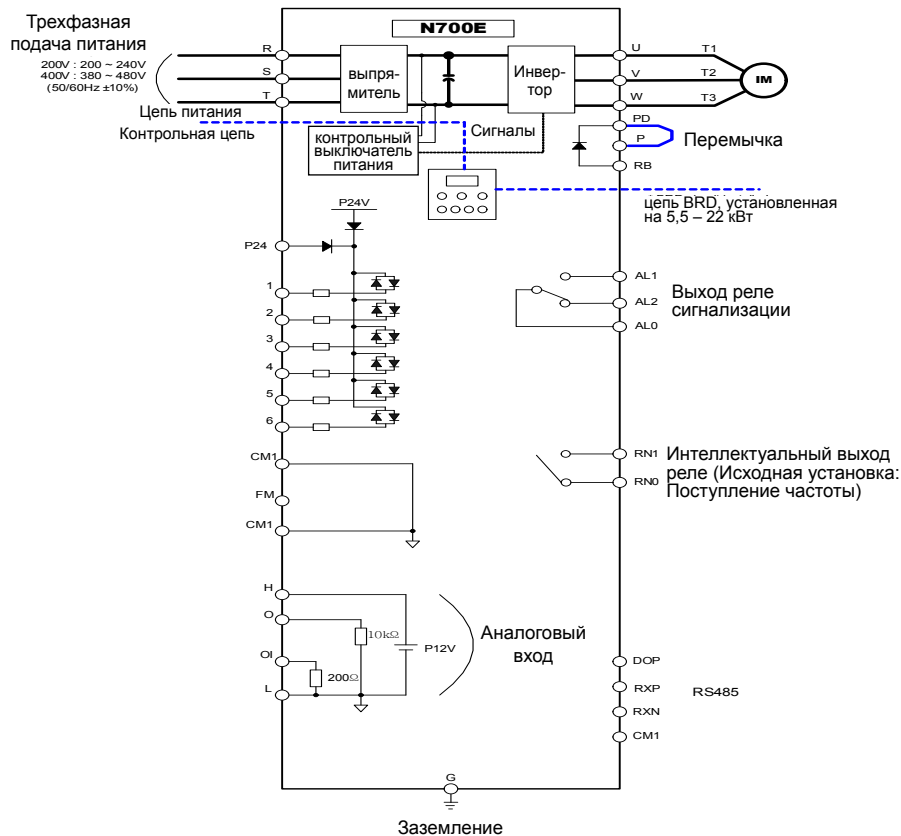 N700E
Трехфазная
подача питания
200V : 200 ~ 240V
400V : 380 ~ 480V
(50/60Hz ±10%)
R
S
T
выпря-
митель
Инвер-
тор
U
V
W
T1
T2
T3
IM
Цепь питания
Контрольная цепь
контрольный
выключатель
питания
Сигналы
PD
P
RB
Перемычка
цепь BRD, установленная
на 5,5 – 22 кВт
P24V
P24
1
2
3
4
5
6
AL1
AL2
AL0
Выход реле
сигнализации
CM1
FM
CM1
RN1
RN0
Интеллектуальный выход
реле (Исходная установка:
Поступление частоты)
H
O
OI
L
10kΩ
200Ω
P12V
Аналоговый
вход
DOP
RXP
RXN
CM1
RS485
G
Заземление